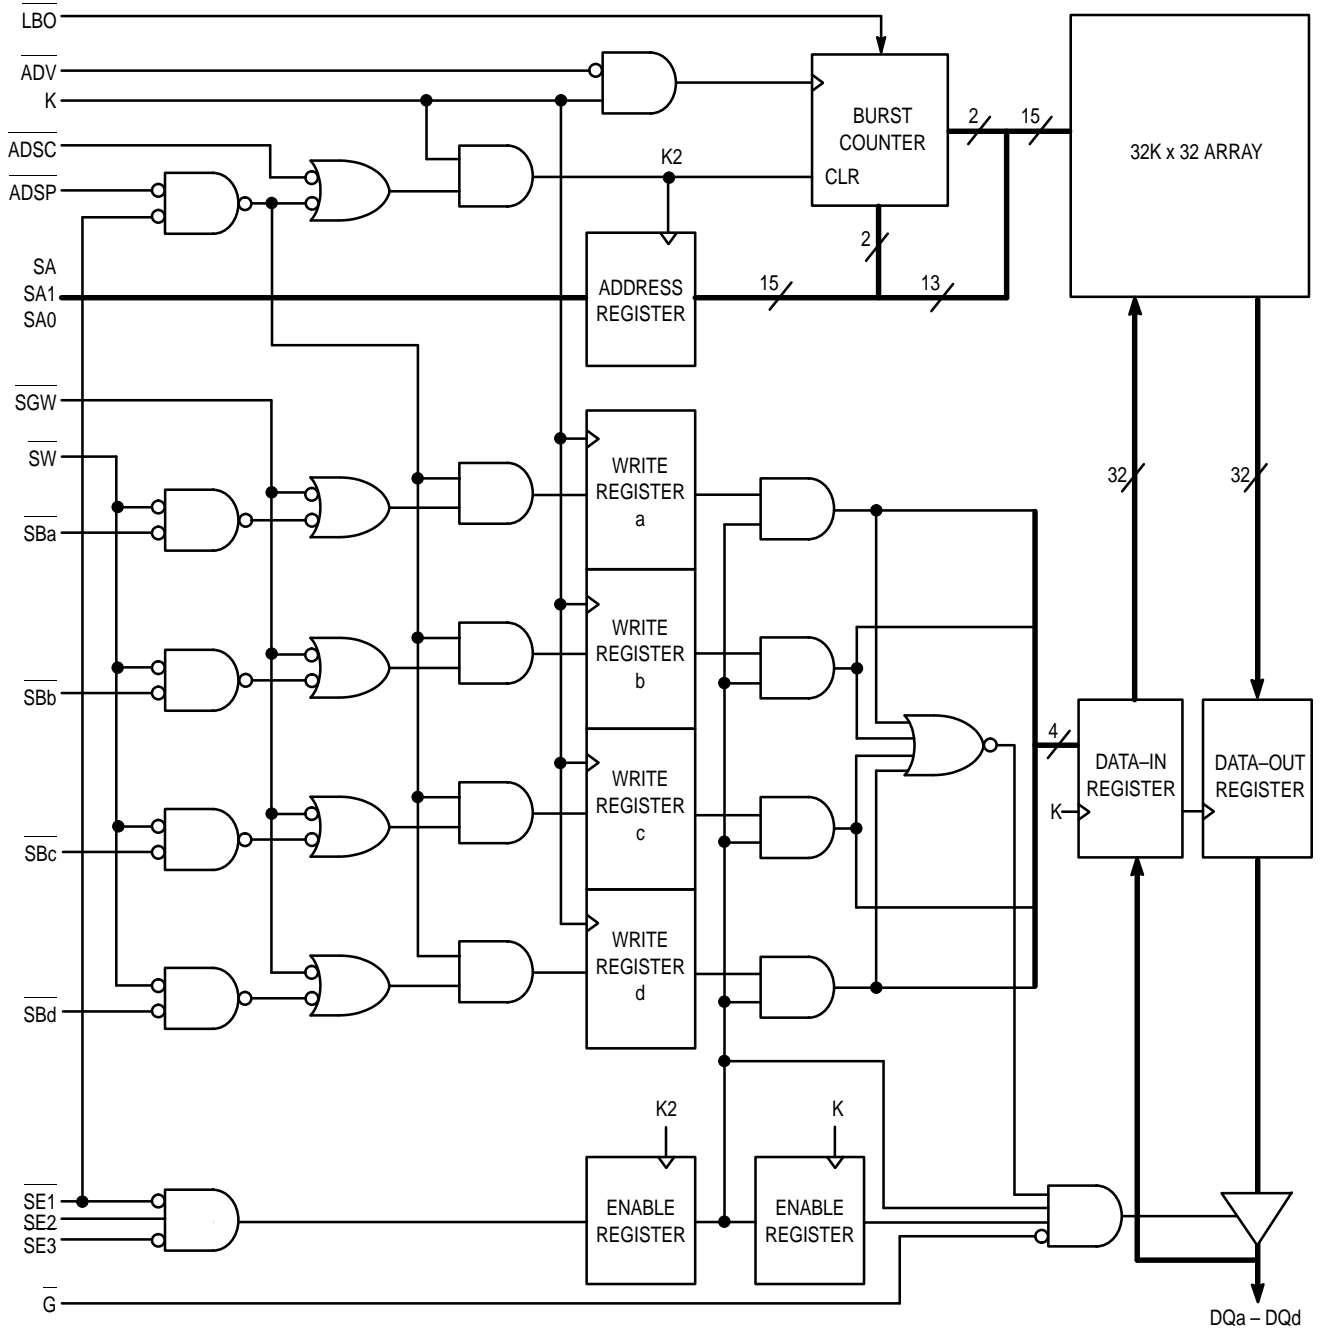 LBO
ADV
K
ADSC
ADSP
K2
BURST
COUNTER
CLR
2
15
32K x 32 ARRAY
2
SA
SA1
SA0
ADDRESS
REGISTER
15
13
SGW
SW
SBa
WRITE
REGISTER
a
32
32
SBb
WRITE
REGISTER
b
SBc
WRITE
REGISTER
c
4
DATA–IN
REGISTER
K
DATA–OUT
REGISTER
SBd
WRITE
REGISTER
d
K2
K
SE1
SE2
SE3
ENABLE
REGISTER
ENABLE
REGISTER
G
DQa – DQd